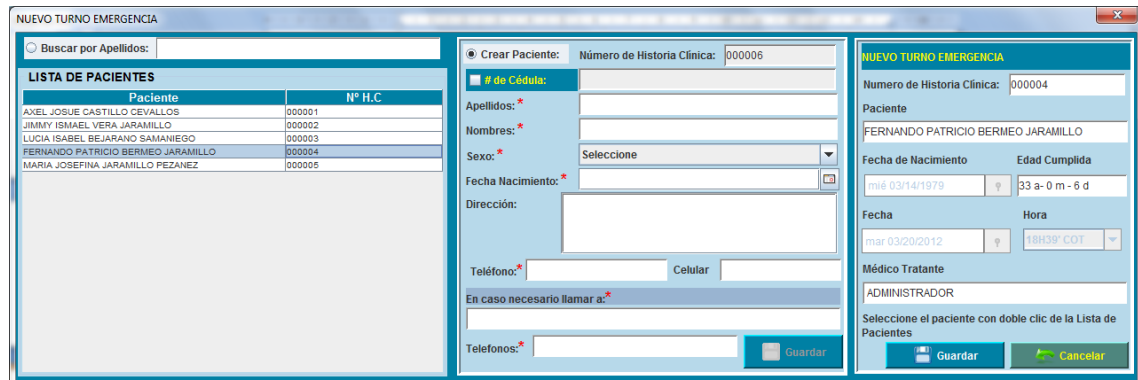 NUEVO TURNO EMERGENCIA
Buscar por Apellidos:
LISTA DE PACIENTES
Paciente Nº H.C
AXEL JOSUE CASTILLO CEVALLOS 000001
JIMMY ISMAEL VERA JARAMILLO 000002
LUCIA ISABEL BEJARANO SAMANIEGO 000003
FERNANDO PATRICIO BERMEO JARAMILLO 000004
MARIA JOSEFINA JARAMILLO PEZANEZ 000005
Crear Paciente: Número de Historia Clínica: 000006
# de Cédula:
Apellidos: *
Nombres: *
Sexo: * Seleccione
Fecha Nacimiento: *
Dirección:
Teléfono:* Celular
En caso necesario llamar a:*
Telefonos:* Guardar
NUEVO TURNO EMERGENCIA
Numero de Historia Clínica: 000004
Paciente
FERNANDO PATRICIO BERMEO JARAMILLO
Fecha de Nacimiento Edad Cumplida
mié 03/14/1979 33 a- 0 m - 6 d
Fecha Hora
mar 03/20/2012 18H39' COT
Médico Tratante
ADMINISTRADOR
Seleccione el paciente con doble clic de la Lista de
Pacientes
Guardar Cancelar